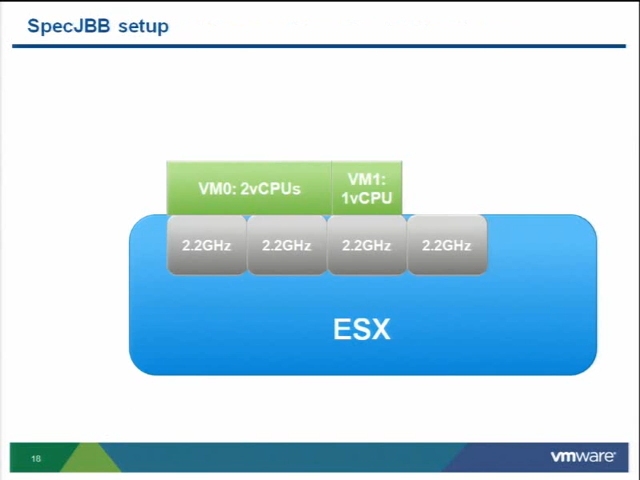 SpecJBB setup
VM0: 2vCPUs
VM1:
1vCPU
2.2GHz
2.2GHz
2.2GHz
2.2GHz
ESX
18
vmware